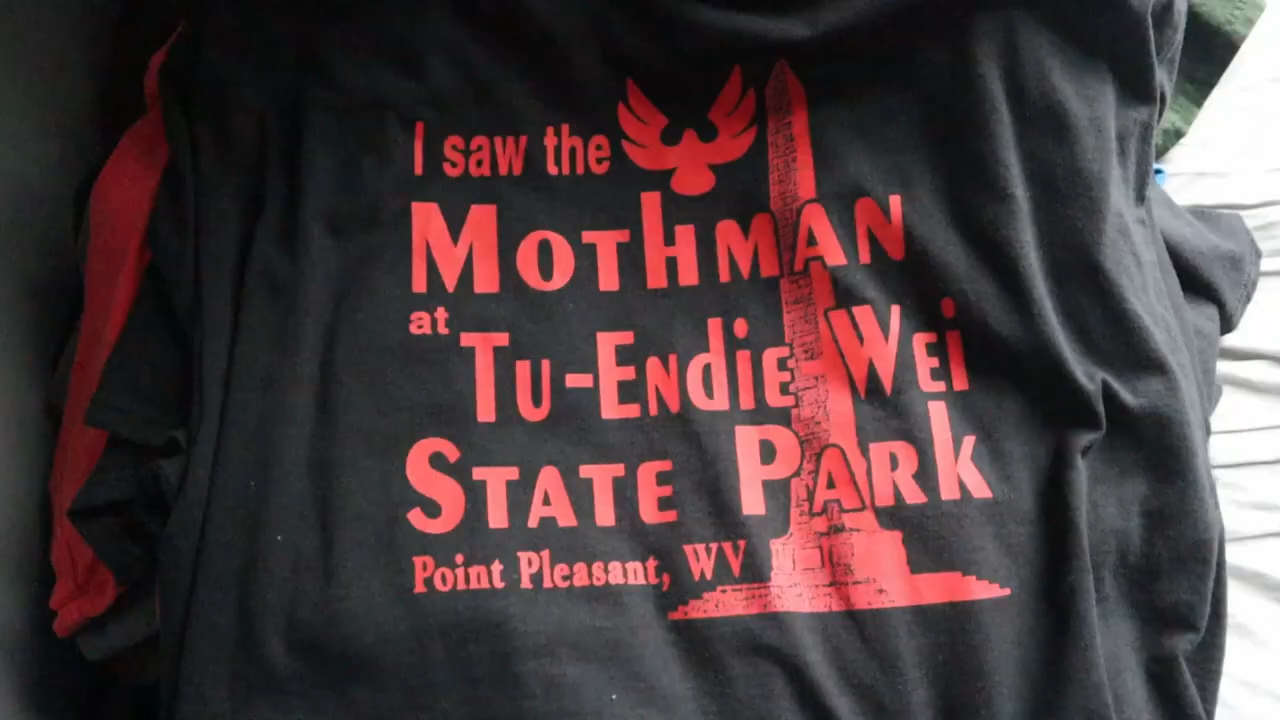 I saw the
MOTHMAN
at
TU-ENDIE WEI
STATE PARK
Point Pleasant, WV